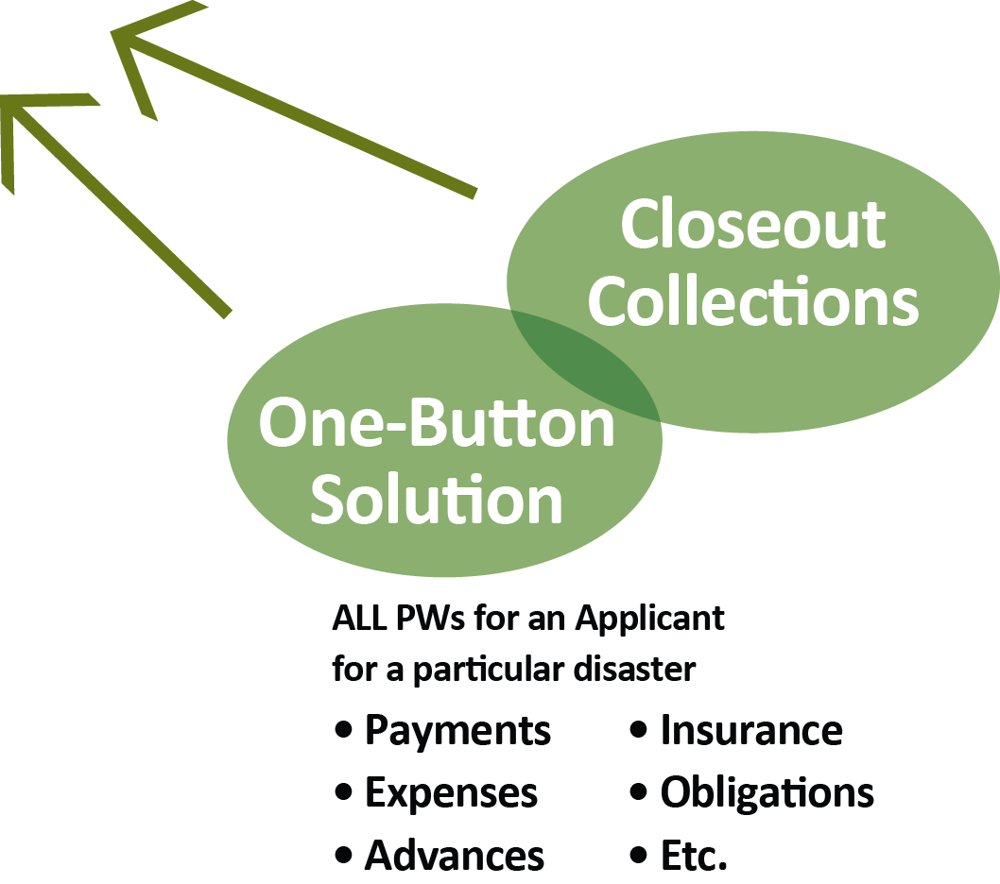 Closeout
Collections
One-Button
Solution
ALL PWs for an Applicant
for a particular disaster
• Payments
• Expenses
• Advances
• Insurance
• Obligations
• Etc.